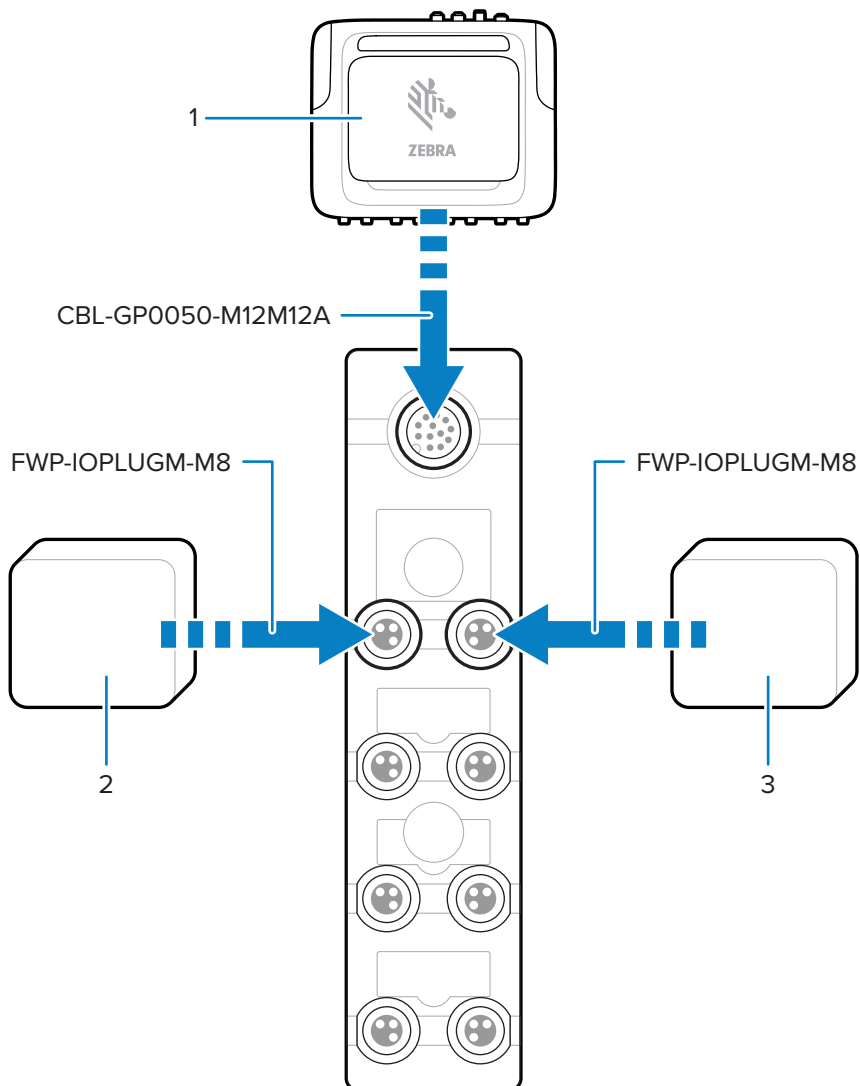 1
ZEBRA
CBL-GP0050-M12M12A
FWP-IOPLUGM-M8
FWP-IOPLUGM-M8
2
3